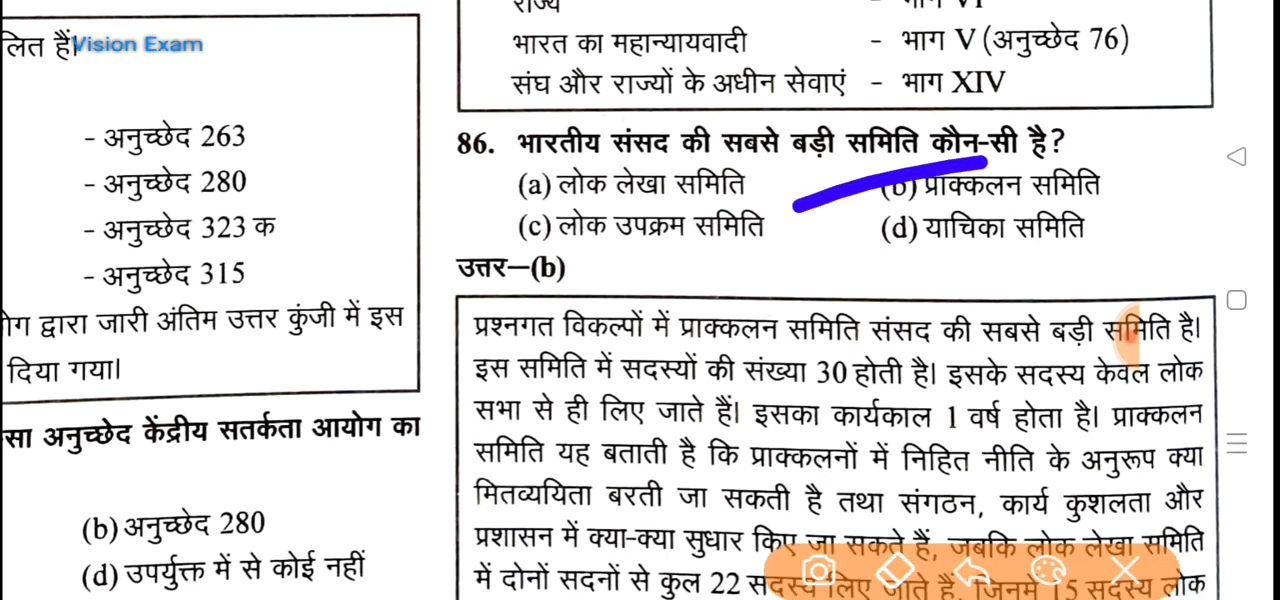 लित हैं।
Vision Exam
- अनुच्छेद 263
- अनुच्छेद 280
- अनुच्छेद 323 क
- अनुच्छेद 315
ोग द्वारा जारी अंतिम उत्तर कुंजी में इस
दिया गया।
सा अनुच्छेद केंद्रीय सतर्कता आयोग का
(b) अनुच्छेद 280
(d) उपर्युक्त में से कोई नहीं
राज्य - भाग VI
भारत का महान्यायवादी - भाग V (अनुच्छेद 76)
संघ और राज्यों के अधीन सेवाएं - भाग XIV
86. भारतीय संसद की सबसे बड़ी समिति कौन-सी है?
(a) लोक लेखा समिति (b) प्राक्कलन समिति
(c) लोक उपक्रम समिति (d) याचिका समिति
उत्तर—(b)
प्रश्नगत विकल्पों में प्राक्कलन समिति संसद की सबसे बड़ी समिति है।
इस समिति में सदस्यों की संख्या 30 होती है। इसके सदस्य केवल लोक
सभा से ही लिए जाते हैं। इसका कार्यकाल 1 वर्ष होता है। प्राक्कलन
समिति यह बताती है कि प्राक्कलनों में निहित नीति के अनुरूप क्या
मितव्ययिता बरती जा सकती है तथा संगठन, कार्य कुशलता और
प्रशासन में क्या-क्या सुधार किए जा सकते हैं, जबकि लोक लेखा समिति
में दोनों सदनों से कुल 22 सदस्य लिए जाते हैं, जिनमें 15 सदस्य लोक